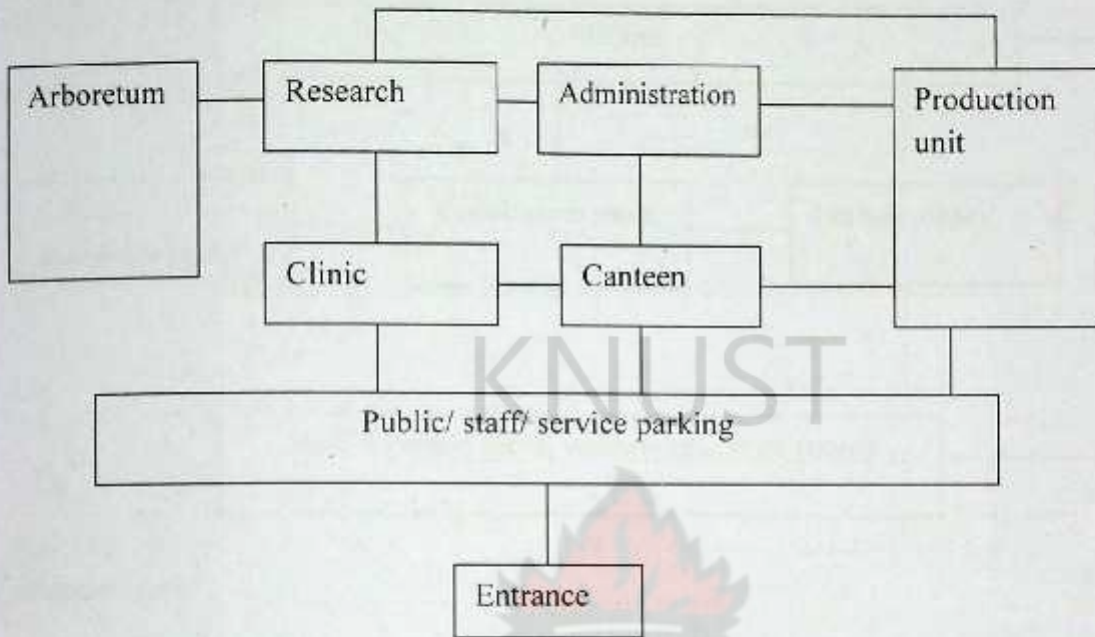 Arboretum
Research
Administration
Production
unit
Clinic
Canteen
KNUST
Public/ staff/ service parking
Entrance